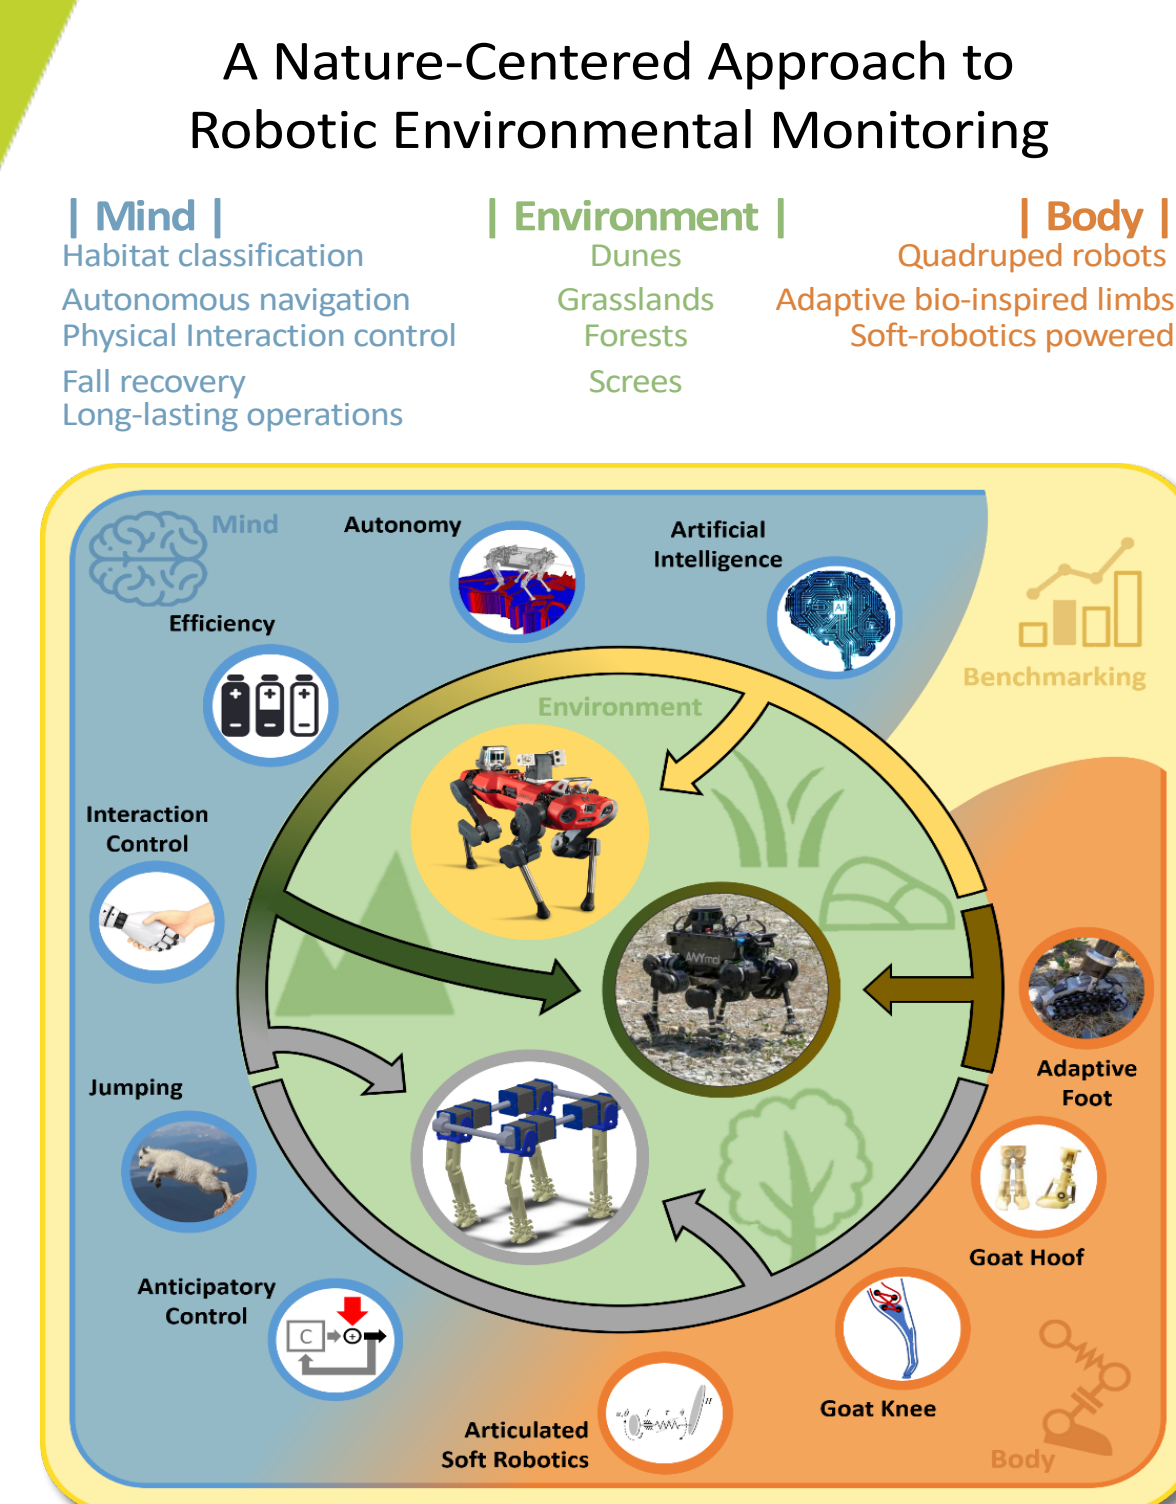 A Nature-Centered Approach to
Robotic Environmental Monitoring
| Mind |
Habitat classification
Autonomous navigation
Physical Interaction control
Fall recovery
Long-lasting operations
| Environment |
Dunes
Grasslands
Forests
Screes
| Body |
Quadruped robots
Adaptive bio-inspired limbs
Soft-robotics powered
Mind
Autonomy
Artificial
Intelligence
AI
Efficiency
Benchmarking
Environment
Interaction
Control
ANYmal
Adaptive
Foot
Jumping
Goat Hoof
Anticipatory
Control
C
+
Goat Knee
Articulated
Soft Robotics
H
Body